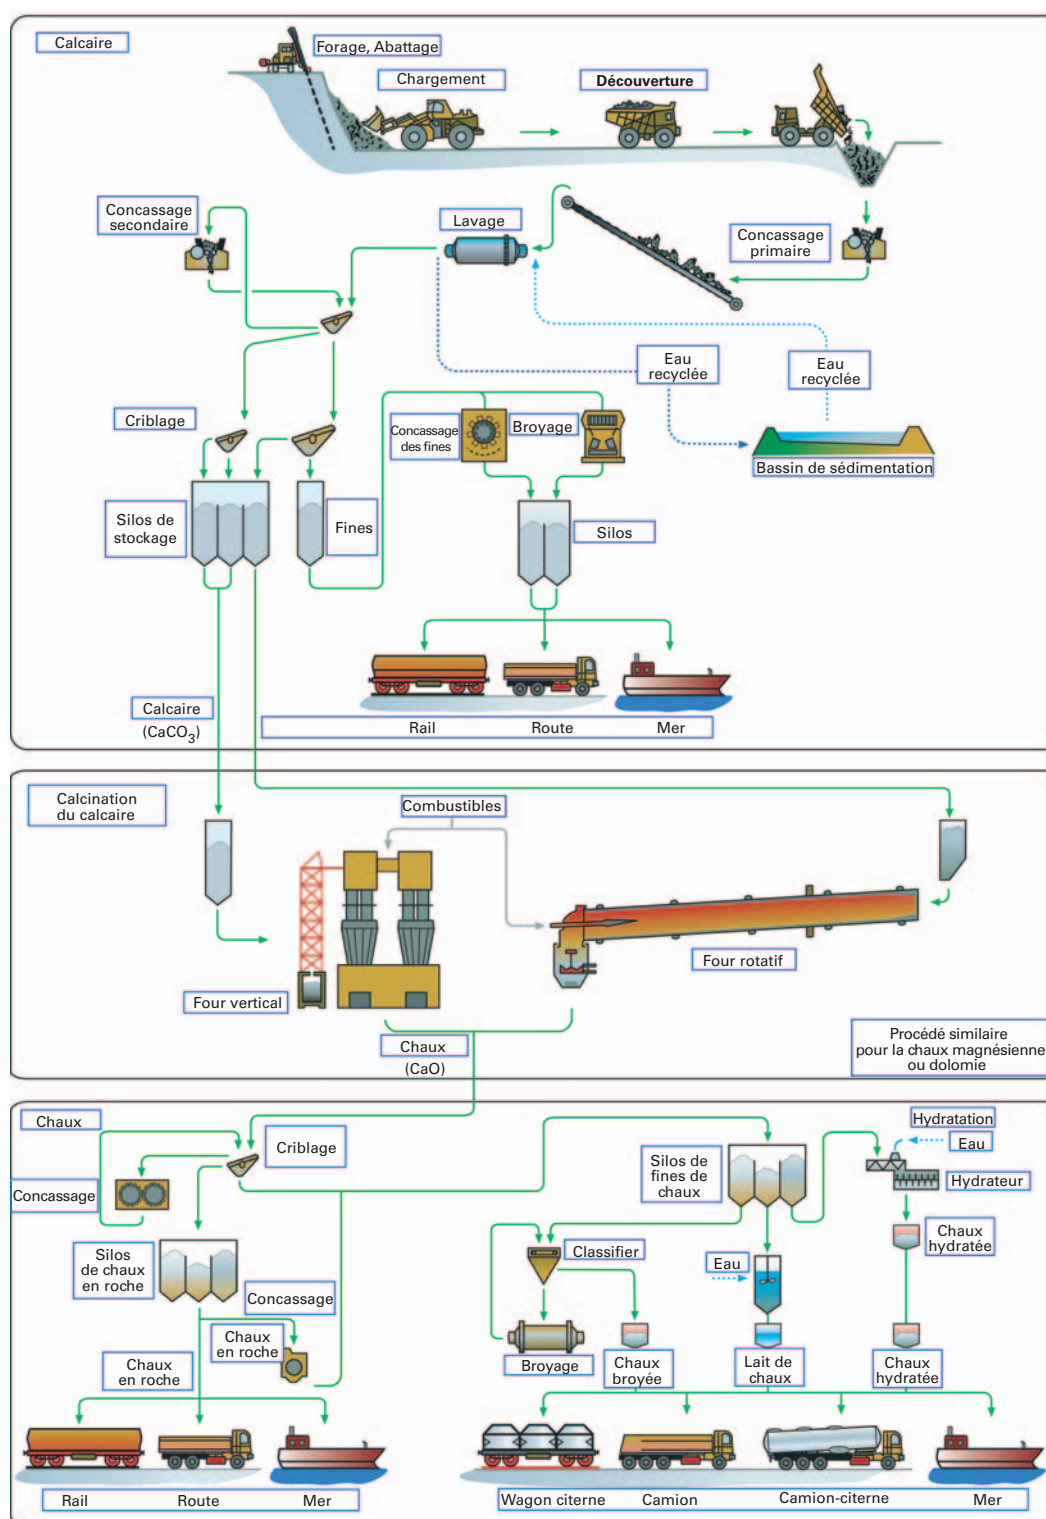 Calcaire
Forage, Abattage
Chargement
Découverture
Concassage
secondaire
Lavage
Concassage
primaire
Eau
recyclée
Eau
recyclée
Criblage
Concassage
des fines
Broyage
Bassin de sédimentation
Silos de
stockage
Fines
Silos
Calcaire
(CaCO3)
Rail
Route
Mer
Calcination
du calcaire
Combustibles
Four vertical
Four rotatif
Chaux
(CaO)
Procédé similaire
pour la chaux magnésienne
ou dolomie
Chaux
Criblage
Concassage
Silos
de chaux
en roche
Concassage
Chaux
en roche
Chaux
en roche
Rail
Route
Mer
Silos de
fines de
chaux
Hydratation
Eau
Hydrateur
Classifier
Eau
Chaux
hydratée
Broyage
Chaux
broyée
Lait de
chaux
Chaux
hydratée
Wagon citerne
Camion
Camion-citerne
Mer